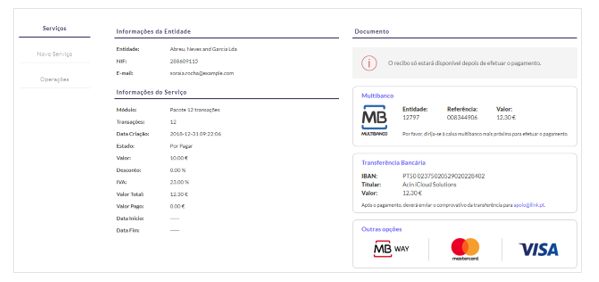 Serviços
Novo Serviço
Operações
Informações da Entidade
Entidade: Abreu, Neves and Garcia Lda
NIF: 288609115
E-mail: soraia.rocha@example.com
Informações do Serviço
Módulo: Pacote 12 transações
Transações: 12
Data Criação: 2018-12-31 09:22:06
Estado: Por Pagar
Valor: 10.00 €
Desconto: 0.00 %
IVA: 23.00 %
Valor Total: 12.30 €
Valor Pago: 0.00 €
Data Início: -----
Data Fim: -----
Documento
O recibo só estará disponível depois de efetuar o pagamento.
Multibanco
MB
MULTIBANCO
Entidade: Referência: Valor:
12797 008344906 12,30 €
Por favor, dirija-se à caixa multibanco mais próxima para efetuar o pagamento
Transferência Bancária
IBAN: PT50 02375020529020228402
Titular: Acin iCloud Solutions
Valor: 12.30 €
Após o pagamento, deverá enviar o comprovativo da transferência para apoio@ilink.pt.
Outras opções
MB WAY
mastercard
VISA